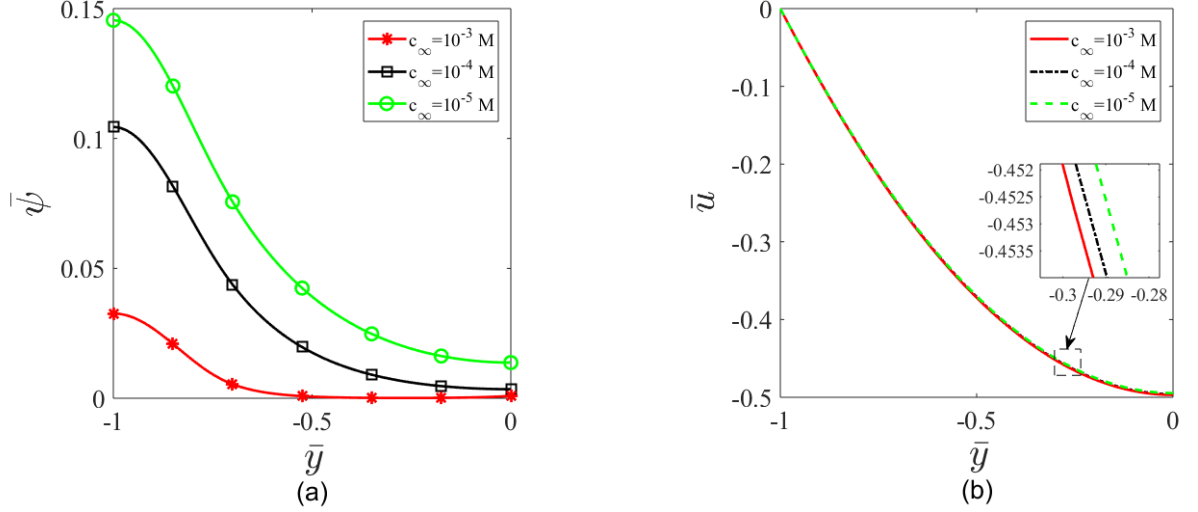 0.15
c∞=10-3 M
c∞=10-4 M
c∞=10-5 M
0.1
ψ̄
0.05
0
-1
-0.5
0
ȳ
(a)
0
c∞=10-3 M
c∞=10-4 M
c∞=10-5 M
-0.1
-0.2
ū
-0.452
-0.4525
-0.453
-0.4535
-0.3
-0.29
-0.28
-0.3
-0.4
-0.5
-1
-0.5
0
ȳ
(b)